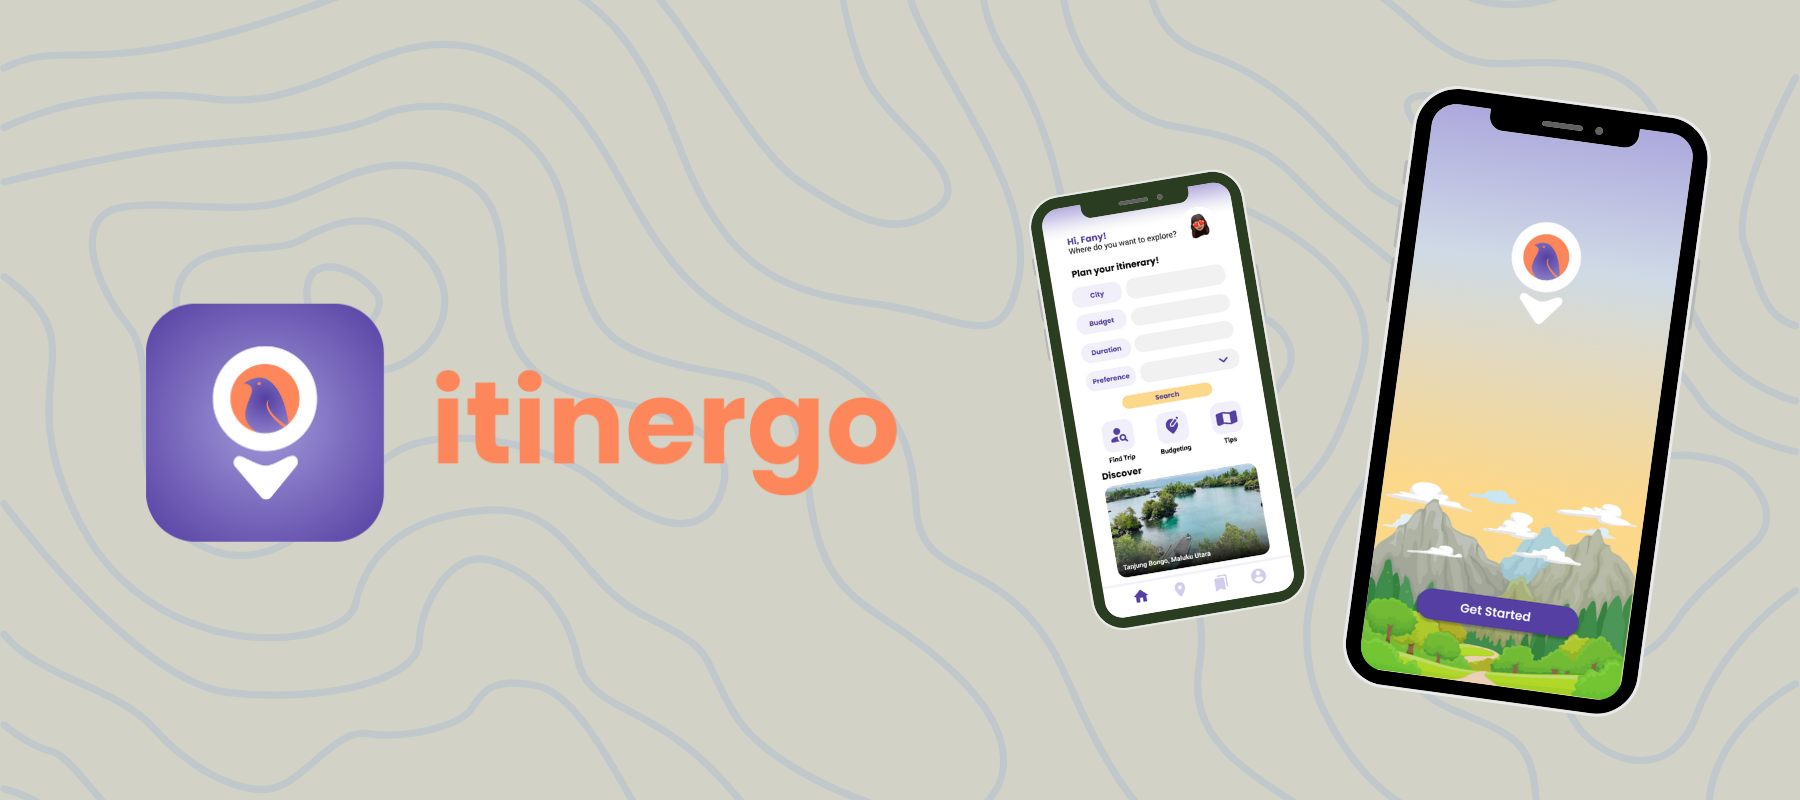 itinergo
Hi, Fany!
Where do you want to explore?
Plan your itinerary!
City
Budget
Duration
Preference
Search
Find Trip
Budgeting
Tips
Discover
Tanjung Bongo, Maluku Utara
Get Started